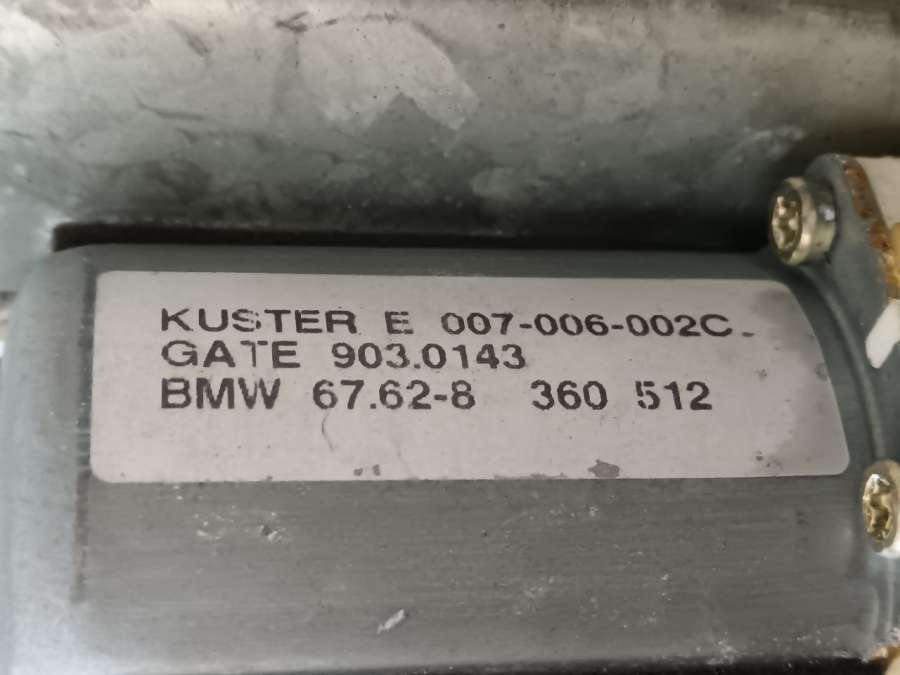 KUSTER E 007-006-002C
GATE 903.0143
BMW 67.62-8 360 512